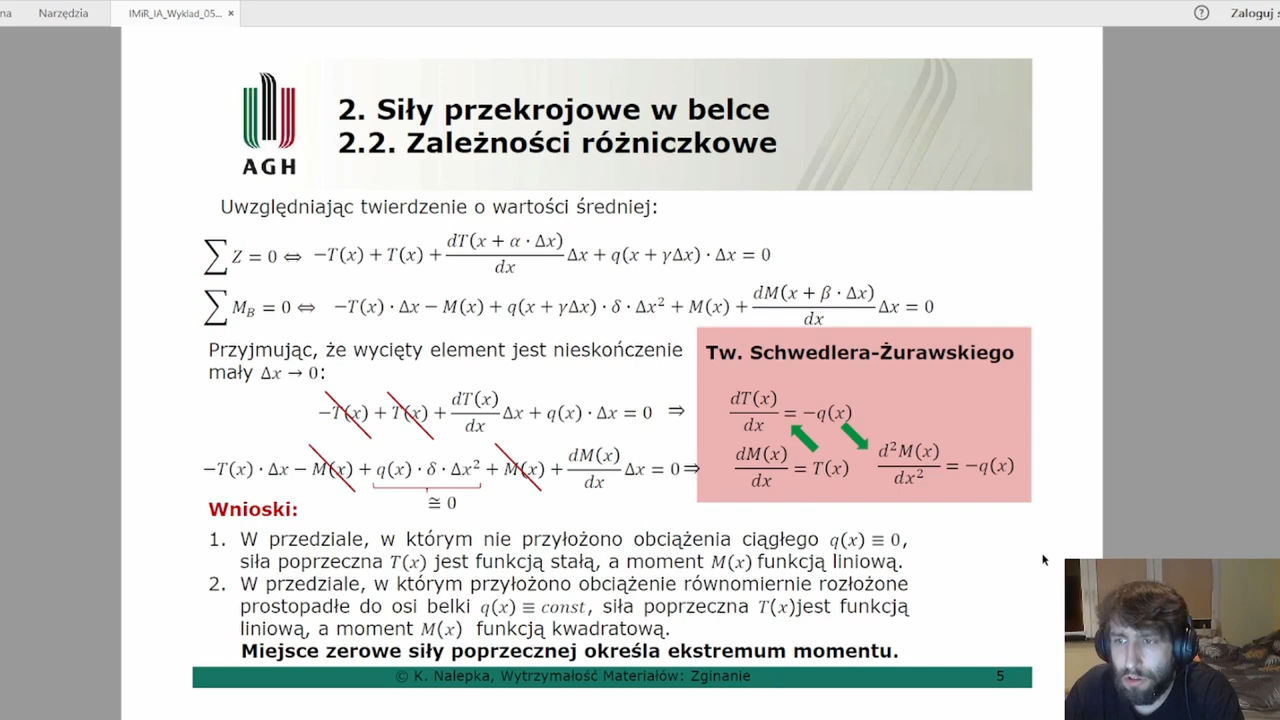 na Narzędzia IMiR_IA_Wyklad_05... × ? Zaloguj s
AGH
2. Siły przekrojowe w belce
2.2. Zależności różniczkowe
Uwzględniając twierdzenie o wartości średniej:
∑ Z = 0 ⇔ −T(x) + T(x) + dT(x + α · Δx)/dx Δx + q(x + γΔx) · Δx = 0
∑ M_B = 0 ⇔ −T(x) · Δx − M(x) + q(x + γΔx) · δ · Δx² + M(x) + dM(x + β · Δx)/dx Δx = 0
Przyjmując, że wycięty element jest nieskończenie
mały Δx → 0:
−T(x) + T(x) + dT(x)/dx Δx + q(x) · Δx = 0 ⇒
−T(x) · Δx − M(x) + q(x) · δ · Δx² + M(x) + dM(x)/dx Δx = 0 ⇒
≅ 0
Tw. Schwedlera-Żurawskiego
dT(x)/dx = −q(x)
dM(x)/dx = T(x) d²M(x)/dx² = −q(x)
Wnioski:
1. W przedziale, w którym nie przyłożono obciążenia ciągłego q(x) ≡ 0,
siła poprzeczna T(x) jest funkcją stałą, a moment M(x) funkcją liniową.
2. W przedziale, w którym przyłożono obciążenie równomiernie rozłożone
prostopadłe do osi belki q(x) ≡ const, siła poprzeczna T(x)jest funkcją
liniową, a moment M(x) funkcją kwadratową.
Miejsce zerowe siły poprzecznej określa ekstremum momentu.
© K. Nalepka, Wytrzymałość Materiałów: Zginanie 5